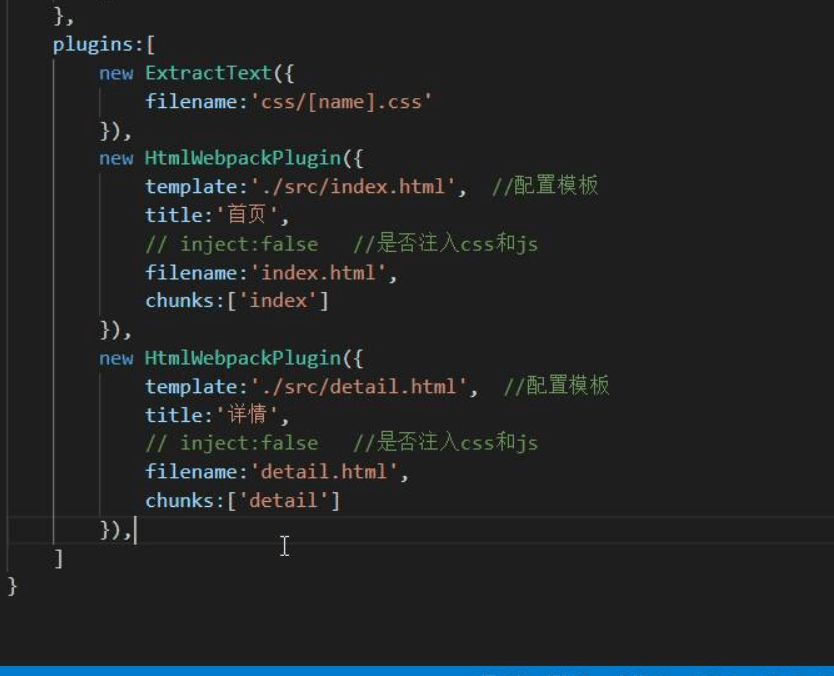 },
plugins:[
new ExtractText({
filename:'css/[name].css'
}),
new HtmlWebpackPlugin({
template:'./src/index.html',  //配置模板
title:'首页',
// inject:false   //是否注入css和js
filename:'index.html',
chunks:['index']
}),
new HtmlWebpackPlugin({
template:'./src/detail.html',  //配置模板
title:'详情',
// inject:false   //是否注入css和js
filename:'detail.html',
chunks:['detail']
}),
]
}